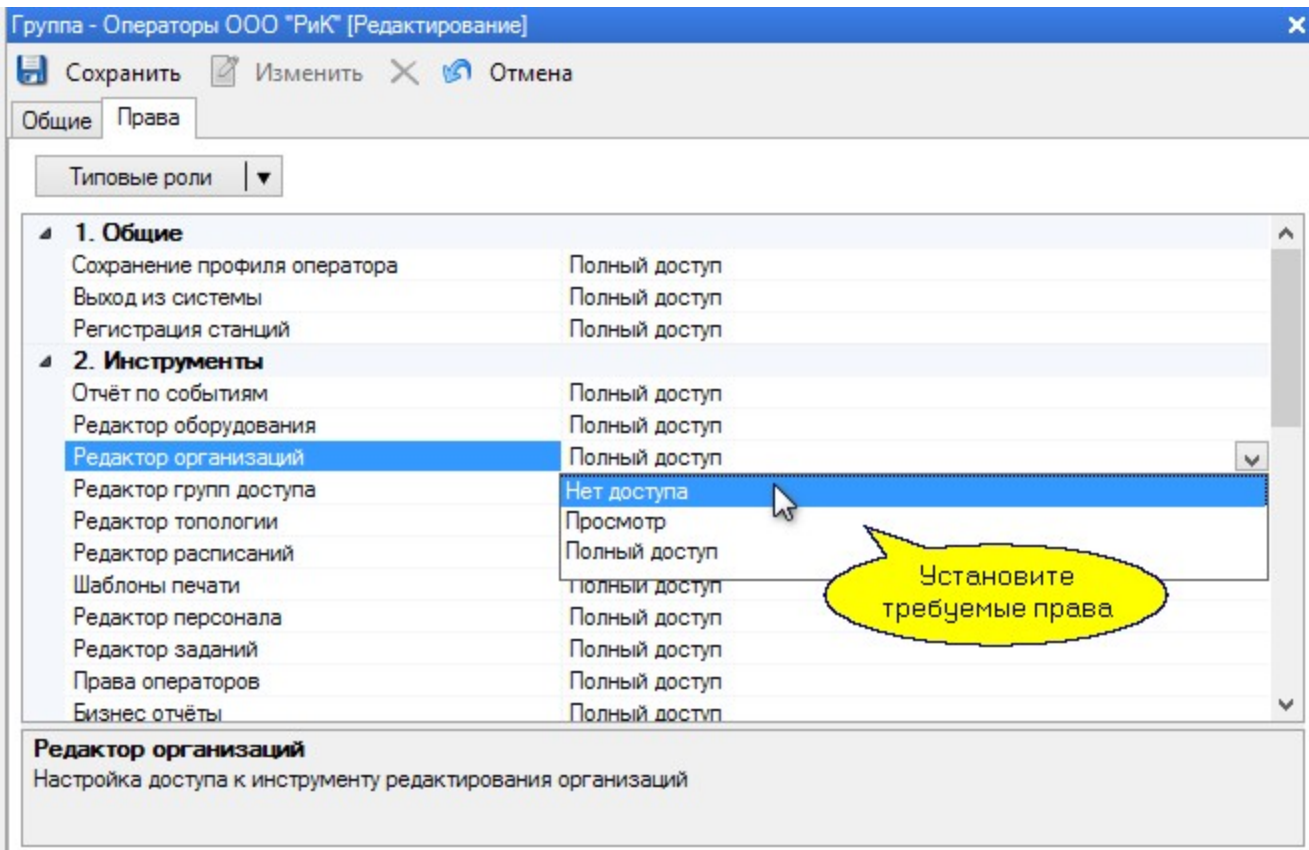 Группа - Операторы ООО "РиК" [Редактирование]
Сохранить Изменить Отмена
Общие Права
Типовые роли
1. Общие
Сохранение профиля оператора Полный доступ
Выход из системы Полный доступ
Регистрация станций Полный доступ
2. Инструменты
Отчёт по событиям Полный доступ
Редактор оборудования Полный доступ
Редактор организаций Полный доступ
Редактор групп доступа Нет доступа
Редактор топологии Просмотр
Редактор расписаний Полный доступ
Шаблоны печати Полный доступ
Установите
требуемые права
Редактор персонала Полный доступ
Редактор заданий Полный доступ
Права операторов Полный доступ
Бизнес отчёты Полный доступ
Редактор организаций
Настройка доступа к инструменту редактирования организаций